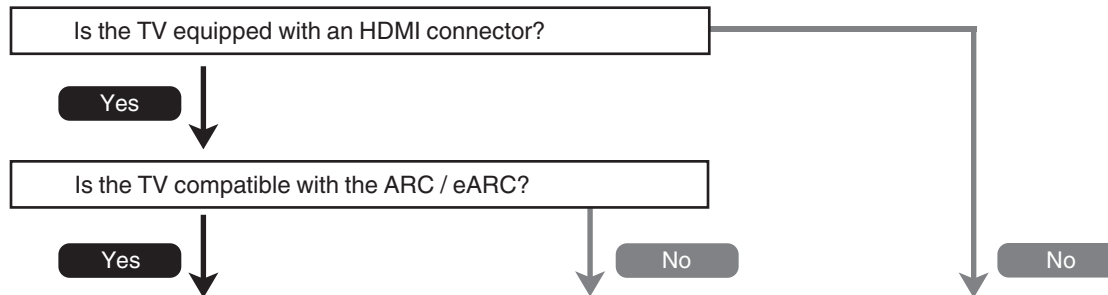 Is the TV equipped with an HDMI connector?
Yes
Is the TV compatible with the ARC / eARC?
Yes
No
No